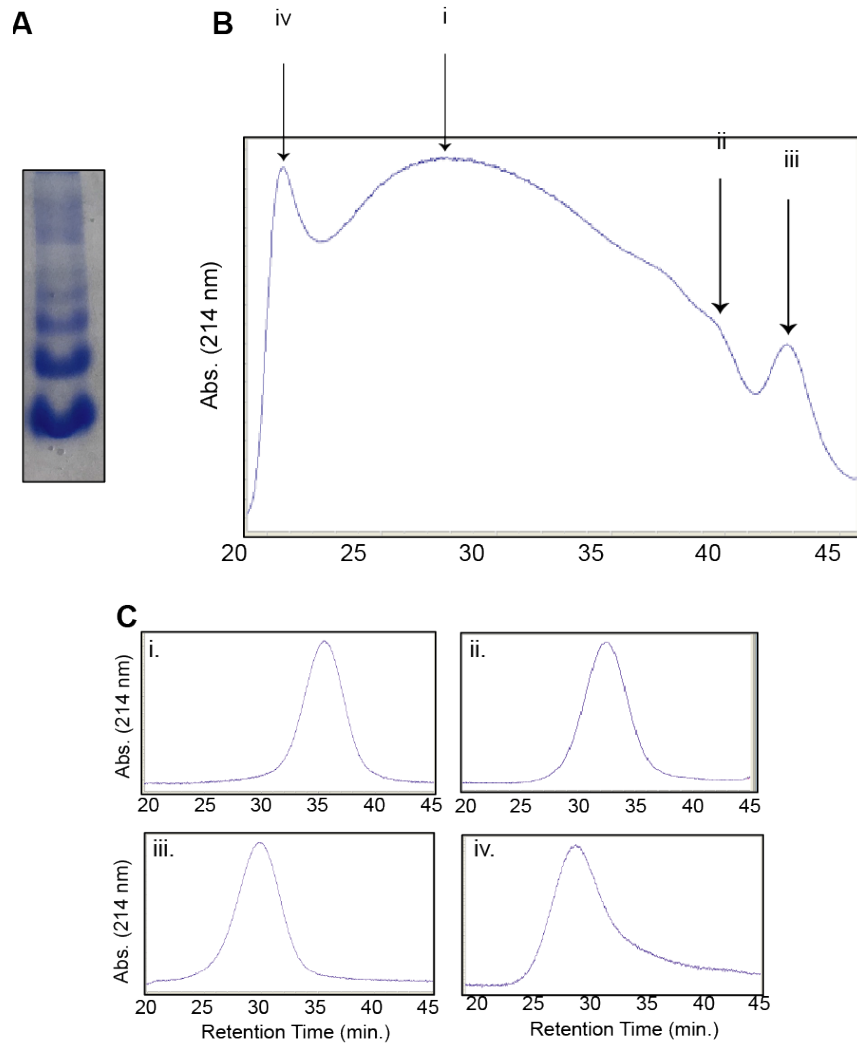 A
B
iv
i
ii
iii
Abs. (214 nm)
20 25 30 35 40 45
C
i.
ii.
Abs. (214 nm)
20 25 30 35 40 45
20 25 30 35 40 45
iii.
iv.
Abs. (214 nm)
20 25 30 35 40 45
20 25 30 35 40 45
Retention Time (min.)
Retention Time (min.)